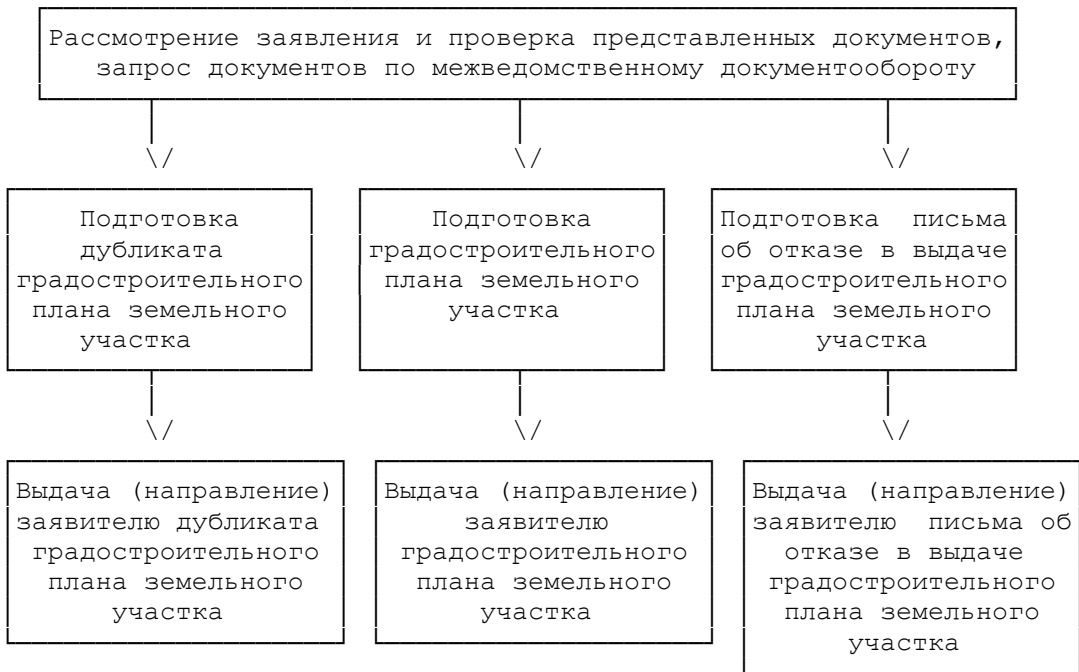 Рассмотрение заявления и проверка представленных документов,
запрос документов по межведомственному документообороту
Подготовка
дубликата
градостроительного
плана земельного
участка
Подготовка
градостроительного
плана земельного
участка
Подготовка письма
об отказе в выдаче
градостроительного
плана земельного
участка
Выдача (направление)
заявителю дубликата
градостроительного
плана земельного
участка
Выдача (направление)
заявителю
градостроительного
плана земельного
участка
Выдача (направление)
заявителю письма об
отказе в выдаче
градостроительного
плана земельного
участка